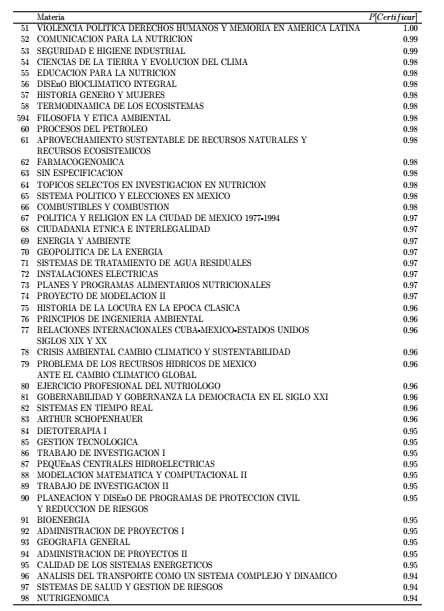 Materia P[Certificar]
51 VIOLENCIA POLITICA DERECHOS HUMANOS Y MEMORIA EN AMERICA LATINA 1.00
52 COMUNICACION PARA LA NUTRICION 0.99
53 SEGURIDAD E HIGIENE INDUSTRIAL 0.99
54 CIENCIAS DE LA TIERRA Y EVOLUCION DEL CLIMA 0.98
55 EDUCACION PARA LA NUTRICION 0.98
56 DISEnO BIOCLIMATICO INTEGRAL 0.98
57 HISTORIA GENERO Y MUJERES 0.98
58 TERMODINAMICA DE LOS ECOSISTEMAS 0.98
594 FILOSOFIA Y ETICA AMBIENTAL 0.98
60 PROCESOS DEL PETROLEO 0.98
61 APROVECHAMIENTO SUSTENTABLE DE RECURSOS NATURALES Y 0.98
RECURSOS ECOSISTEMICOS
62 FARMACOGENOMICA 0.98
63 SIN ESPECIFICACION 0.98
64 TOPICOS SELECTOS EN INVESTIGACION EN NUTRICION 0.98
65 SISTEMA POLITICO Y ELECCIONES EN MEXICO 0.98
66 COMBUSTIBLES Y COMBUSTION 0.98
67 POLITICA Y RELIGION EN LA CIUDAD DE MEXICO 1977-1994 0.97
68 CIUDADANIA ETNICA E INTERLEGALIDAD 0.97
69 ENERGIA Y AMBIENTE 0.97
70 GEOPOLITICA DE LA ENERGIA 0.97
71 SISTEMAS DE TRATAMIENTO DE AGUA RESIDUALES 0.97
72 INSTALACIONES ELECTRICAS 0.97
73 PLANES Y PROGRAMAS ALIMENTARIOS NUTRICIONALES 0.97
74 PROYECTO DE MODELACION II 0.97
75 HISTORIA DE LA LOCURA EN LA EPOCA CLASICA 0.96
76 PRINCIPIOS DE INGENIERIA AMBIENTAL 0.96
77 RELACIONES INTERNACIONALES CUBA-MEXICO-ESTADOS UNIDOS 0.96
SIGLOS XIX Y XX
78 CRISIS AMBIENTAL CAMBIO CLIMATICO Y SUSTENTABILIDAD 0.96
79 PROBLEMA DE LOS RECURSOS HIDRICOS DE MEXICO 0.96
ANTE EL CAMBIO CLIMATICO GLOBAL
80 EJERCICIO PROFESIONAL DEL NUTRIOLOGO 0.96
81 GOBERNABILIDAD Y GOBERNANZA LA DEMOCRACIA EN EL SIGLO XXI 0.96
82 SISTEMAS EN TIEMPO REAL 0.96
83 ARTHUR SCHOPENHAUER 0.96
84 DIETOTERAPIA I 0.95
85 GESTION TECNOLOGICA 0.95
86 TRABAJO DE INVESTIGACION I 0.95
87 PEQUEnAS CENTRALES HIDROELECTRICAS 0.95
88 MODELACION MATEMATICA Y COMPUTACIONAL II 0.95
89 TRABAJO DE INVESTIGACION II 0.95
90 PLANEACION Y DISEnO DE PROGRAMAS DE PROTECCION CIVIL 0.95
Y REDUCCION DE RIESGOS
91 BIOENERGIA 0.95
92 ADMINISTRACION DE PROYECTOS I 0.95
93 GEOGRAFIA GENERAL 0.95
94 ADMINISTRACION DE PROYECTOS II 0.95
95 CALIDAD DE LOS SISTEMAS ENERGETICOS 0.95
96 ANALISIS DEL TRANSPORTE COMO UN SISTEMA COMPLEJO Y DINAMICO 0.94
97 SISTEMAS DE SALUD Y GESTION DE RIESGOS 0.94
98 NUTRIGENOMICA 0.94